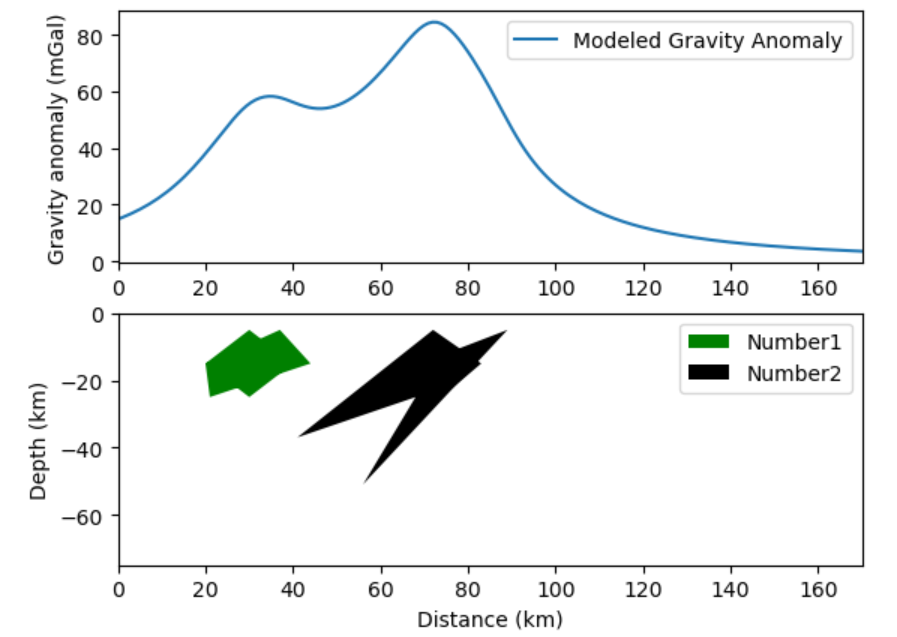 Gravity anomaly (mGal)
80
60
40
20
0
Modeled Gravity Anomaly
0 20 40 60 80 100 120 140 160
Depth (km)
0
−20
−40
−60
Number1
Number2
0 20 40 60 80 100 120 140 160
Distance (km)